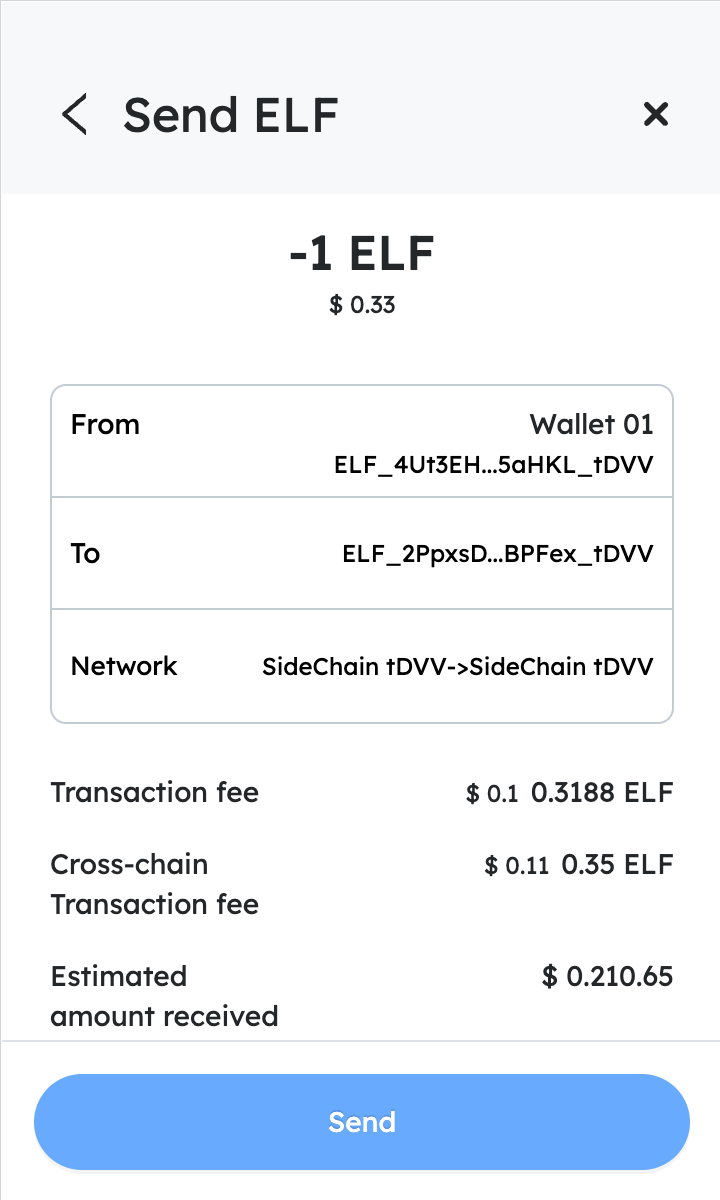 Send ELF
-1 ELF
$ 0.33
From Wallet 01
ELF_4Ut3EH...5aHKL_tDVV
To ELF_2PpxsD...BPFex_tDVV
Network SideChain tDVV->SideChain tDVV
Transaction fee $ 0.1 0.3188 ELF
Cross-chain $ 0.11 0.35 ELF
Transaction fee
Estimated $ 0.210.65
amount received
Send